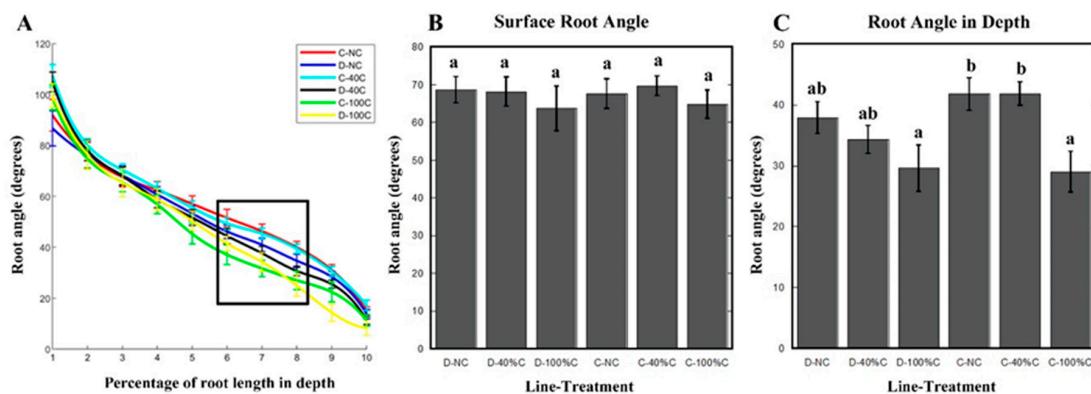 A
Root angle (degrees)
120
100
80
60
40
20
0
1 2 3 4 5 6 7 8 9 10
Percentage of root length in depth
C-NC
D-NC
C-40C
D-40C
C-100C
D-100C
B
Surface Root Angle
Root angle (degrees)
80
70
60
50
40
30
20
10
0
a a a a a a
D-NC D-40%C D-100%C C-NC C-40%C C-100%C
Line-Treatment
C
Root Angle in Depth
Root angle (degrees)
50
40
30
20
10
0
ab ab a b b a
D-NC D-40%C D-100%C C-NC C-40%C C-100%C
Line-Treatment